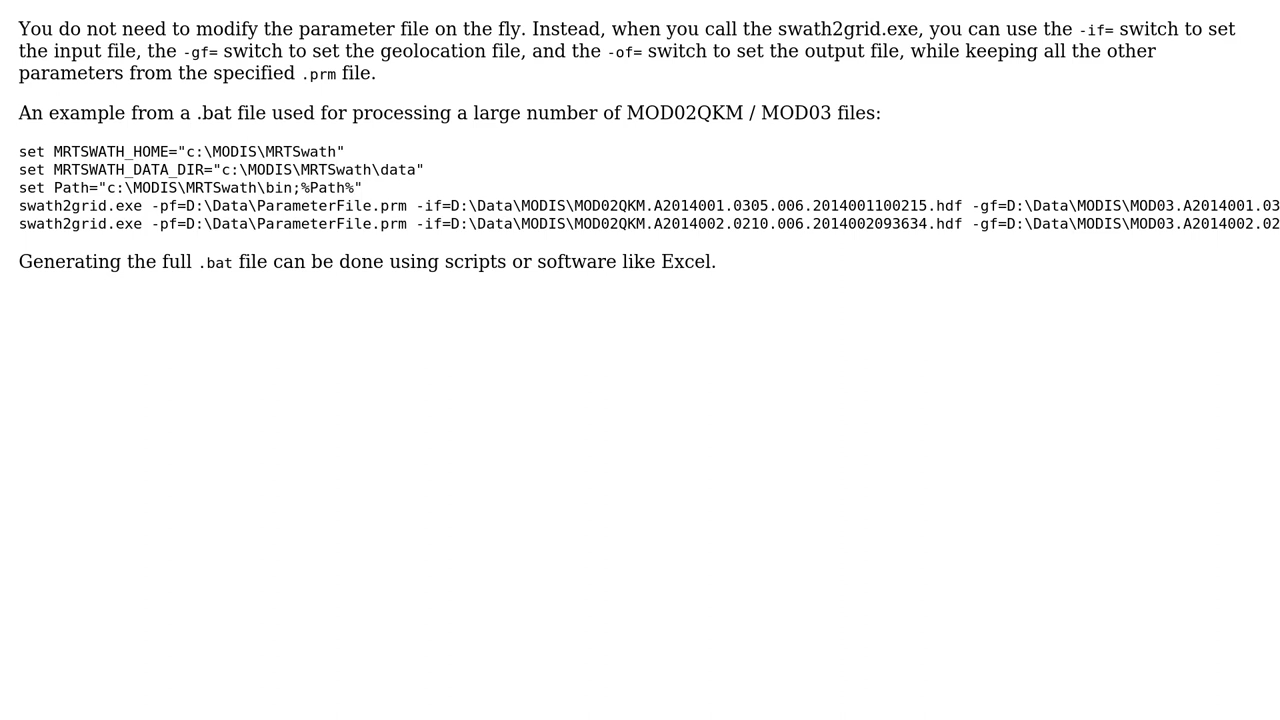 You do not need to modify the parameter file on the fly. Instead, when you call the swath2grid.exe, you can use the -if= switch to set
the input file, the -gf= switch to set the geolocation file, and the -of= switch to set the output file, while keeping all the other
parameters from the specified .prm file.
An example from a .bat file used for processing a large number of MOD02QKM / MOD03 files:
set MRTSWATH_HOME="c:\MODIS\MRTSwath"
set MRTSWATH_DATA_DIR="c:\MODIS\MRTSwath\data"
set Path="c:\MODIS\MRTSwath\bin;%Path%"
swath2grid.exe -pf=D:\Data\ParameterFile.prm -if=D:\Data\MODIS\MOD02QKM.A2014001.0305.006.2014001100215.hdf -gf=D:\Data\MODIS\MOD03.A2014001.03
swath2grid.exe -pf=D:\Data\ParameterFile.prm -if=D:\Data\MODIS\MOD02QKM.A2014002.0210.006.2014002093634.hdf -gf=D:\Data\MODIS\MOD03.A2014002.02
Generating the full .bat file can be done using scripts or software like Excel.